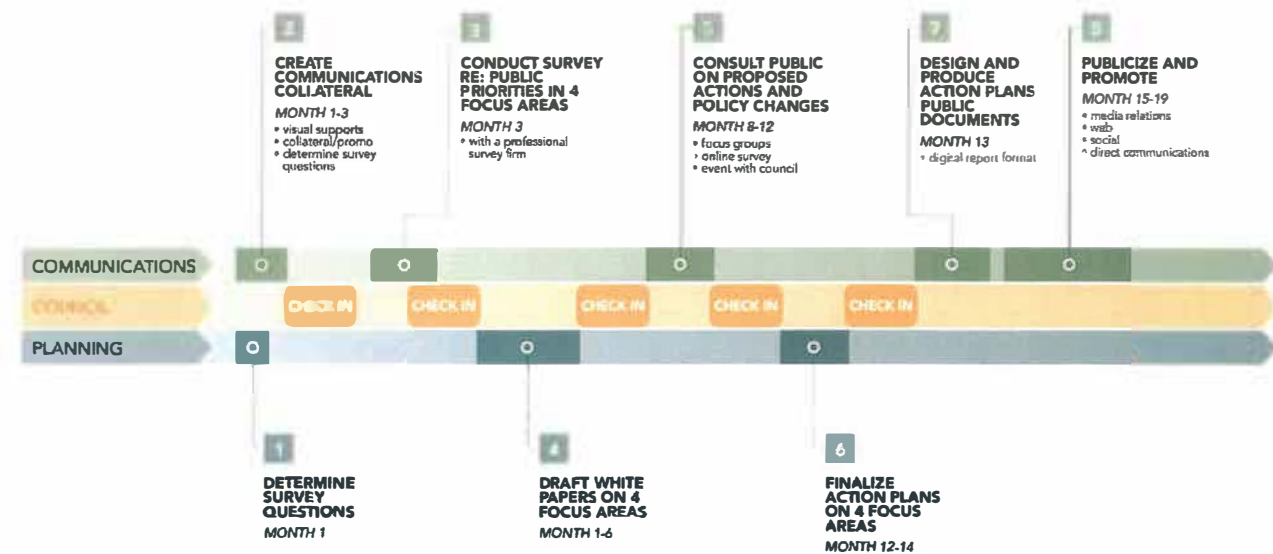 2
CREATE
COMMUNICATIONS
COLLATERAL
MONTH 1-3
• visual supports
• collateral/promo
• determine survey
questions
3
CONDUCT SURVEY
RE: PUBLIC
PRIORITIES IN 4
FOCUS AREAS
MONTH 3
• with a professional
survey firm
CONSULT PUBLIC
ON PROPOSED
ACTIONS AND
POLICY CHANGES
MONTH 8-12
• focus groups
• online survey
• event with council
7
DESIGN AND
PRODUCE
ACTION PLANS
PUBLIC
DOCUMENTS
MONTH 13
• digital report format
PUBLICIZE AND
PROMOTE
MONTH 15-19
• media relations
• web
• social
• direct communications
COMMUNICATIONS
COUNCIL
CHECK IN
CHECK IN
CHECK IN
CHECK IN
CHECK IN
PLANNING
1
DETERMINE
SURVEY
QUESTIONS
MONTH 1
4
DRAFT WHITE
PAPERS ON 4
FOCUS AREAS
MONTH 1-6
6
FINALIZE
ACTION PLANS
ON 4 FOCUS
AREAS
MONTH 12-14